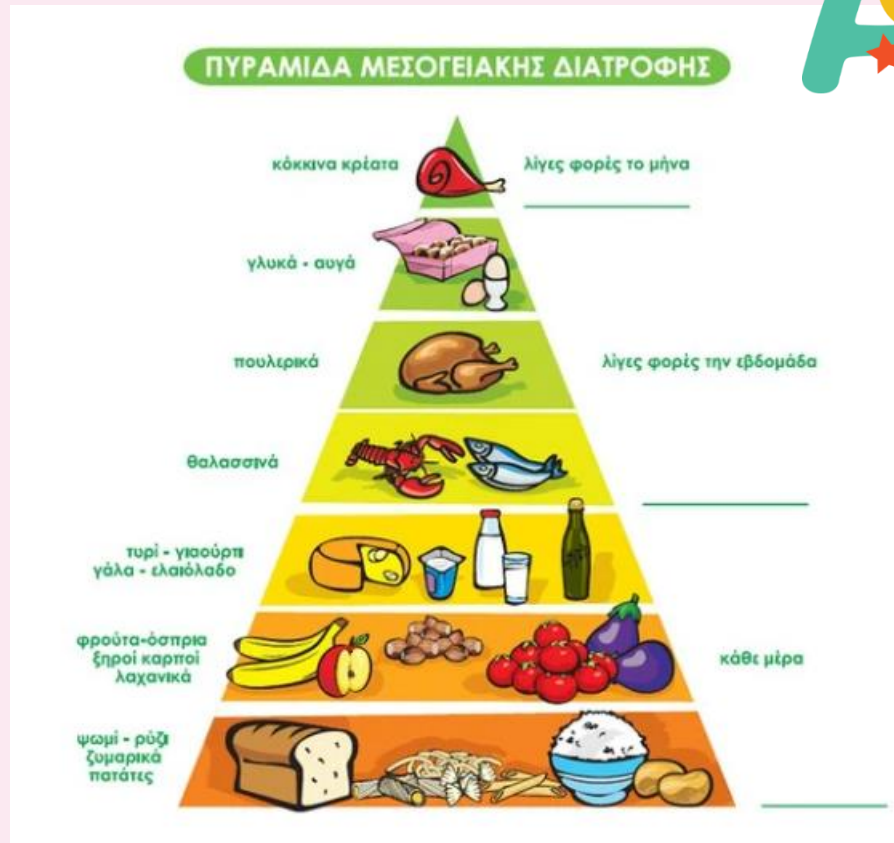 ΠΥΡΑΜΙΔΑ ΜΕΣΟΓΕΙΑΚΗΣ ΔΙΑΤΡΟΦΗΣ
κόκκινα κρέατα
λίγες φορές το μήνα
γλυκά - αυγά
πουλερικά
λίγες φορές την εβδομάδα
θαλασσινά
τυρί - γιαούρτι
γάλα - ελαιόλαδο
φρούτα-όσπρια
ξηροί καρποί
λαχανικά
κάθε μέρα
ψωμί - ρύζι
ζυμαρικά
πατάτες